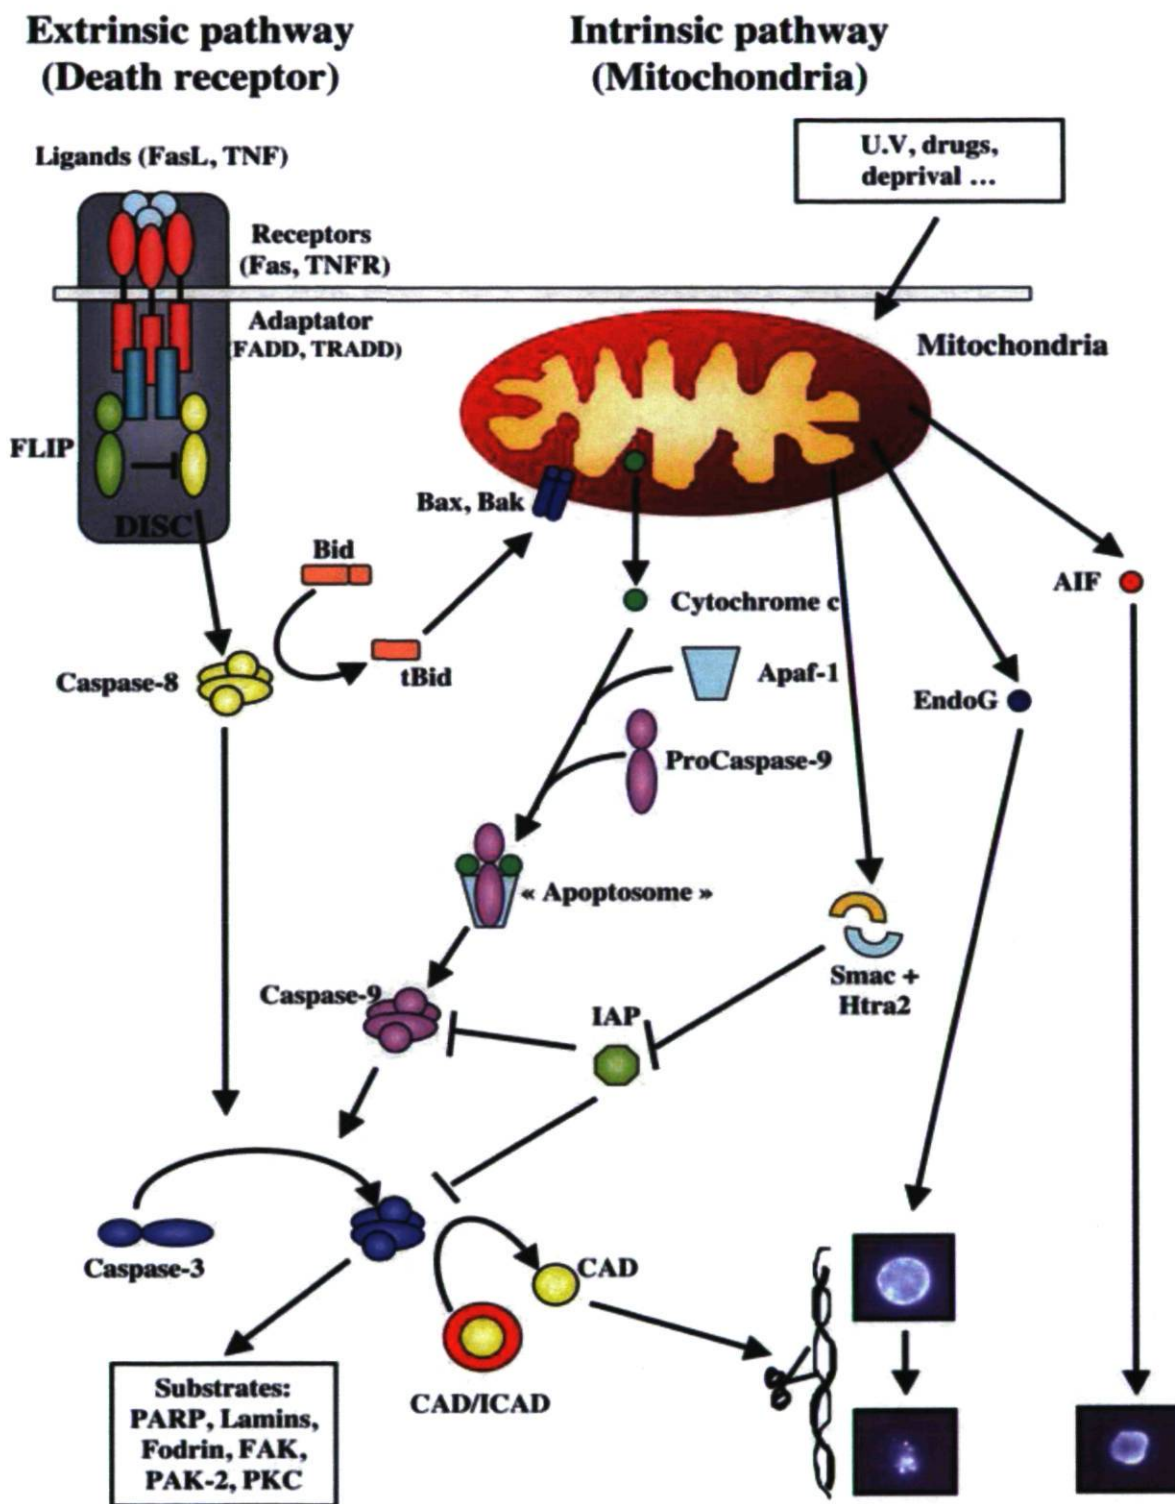 Extrinsic pathway
(Death receptor)
Intrinsic pathway
(Mitochondria)
Ligands (FasL, TNF)
U.V, drugs,
deprival ...
Receptors
(Fas, TNFR)
Adaptator
(FADD, TRADD)
Mitochondria
FLIP
DISC
Bax, Bak
Bid
tBid
Caspase-8
Cytochrome c
AIF
Apaf-1
EndoG
ProCaspase-9
« Apoptosome »
Smac +
Htra2
Caspase-9
IAP
Caspase-3
CAD
CAD/ICAD
Substrates:
PARP, Lamins,
Fodrin, FAK,
PAK-2, PKC